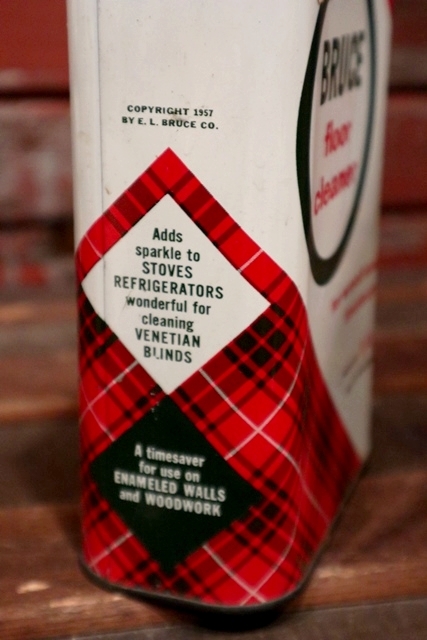 COPYRIGHT 1957
BY E. L. BRUCE CO.
Adds
sparkle to
STOVES
REFRIGERATORS
wonderful for
cleaning
VENETIAN
BLINDS
A timesaver
for use on
ENAMELED WALLS
and WOODWORK
BRUCE
floor
cleaner